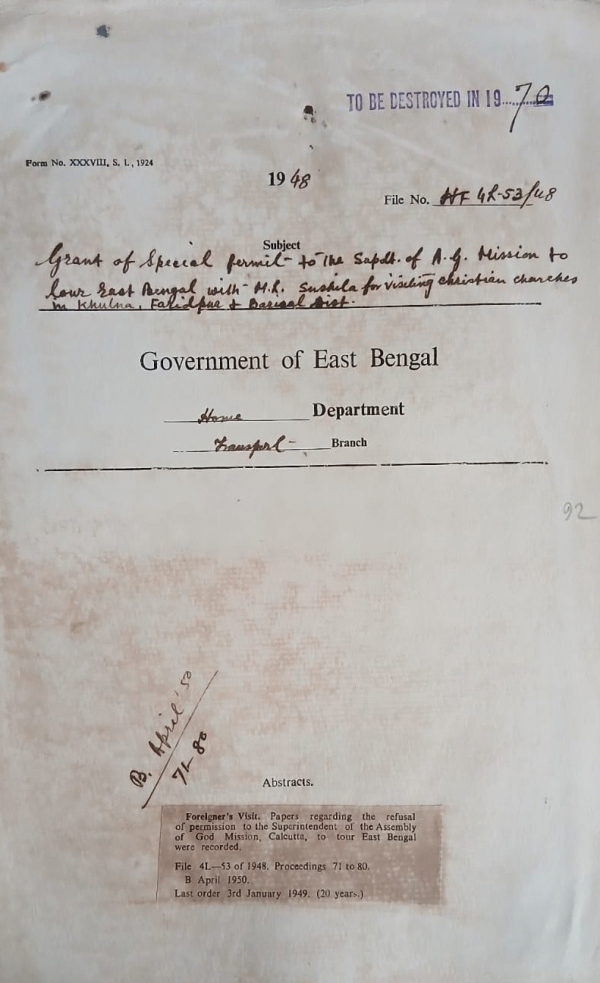 TO BE DESTROYED IN 19 70
Form No. XXXVIII, S. I., 1924
1948
File No. HF 4L-53/48
Subject
Grant of Special permit to the Supdt. of A.G. Mission to
tour East Bengal with M.R. Sushila for visiting christian churches
in Khulna, Faridpur & Barisal Dist.
Government of East Bengal
Home Department
Transport Branch
92
B. April '50
71-80
Abstracts.
Foreigner's Visit. Papers regarding the refusal
of permission to the Superintendent of the Assembly
of God Mission, Calcutta, to tour East Bengal
were recorded.
File 4L—53 of 1948. Proceedings 71 to 80.
B April 1950.
Last order 3rd January 1949. (20 years.)